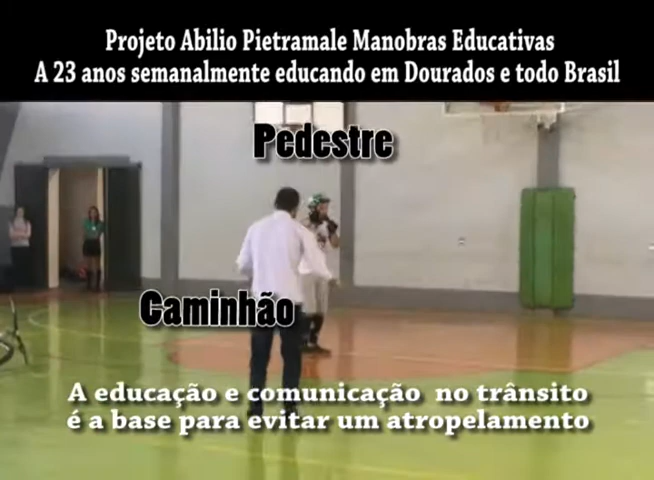 Projeto Abilio Pietramale Manobras Educativas
A 23 anos semanalmente educando em Dourados e todo Brasil
Pedestre
Caminhão
A educação e comunicação no trânsito
é a base para evitar um atropelamento